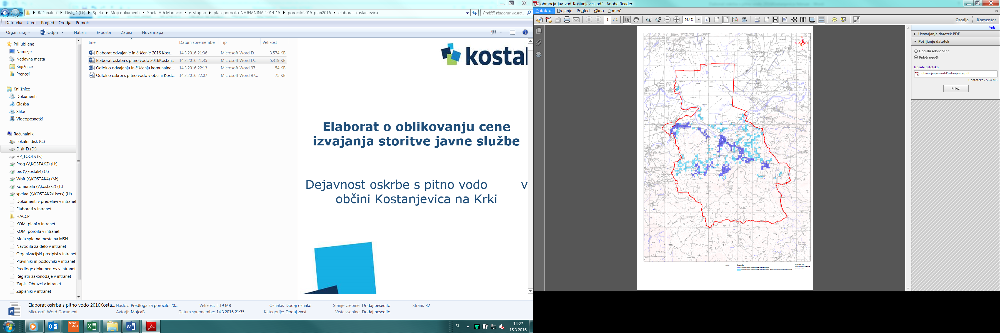 Računalnik Disk_D (D:) Spela Moji dokumenti Spela Arh Marincic 6-skupno plan-porocilo-NAJEMNINA-2014-15 porocilo2015-plan2016 elaborat-kostanjevica
Preišči elaborat-kosta...
Datoteka Uredi Pogled Orodja Pomoč
Organiziraj Odpri Natisni E-pošta Zapiši Nova mapa
Priljubljene
Namizje
Nedavna mesta
Knjižnice
Prenosi
Knjižnice
Dokumenti
Glasba
Slike
Videoposnetki
Računalnik
Lokalni disk (C:)
Disk_D (D:)
HP_TOOLS (F:)
Prog (\\KOSTAK2) (H:)
pis (\\kostak4) (J:)
Wbit (\\KOSTAK4) (M:)
Komunala (\\kostak2) (T:)
spelaa (\\KOSTAK2\Users) (U:)
Dokumenti v predelavi v intranet
Elaborati v intranet
HACCP
KOM plani v intranet
KOM poroila v intranet
Moja spletna mesta na MSN
Navodila za delo v intranet
Organizacijski predpisi v intranet
Pravilniki in poslovniki v intranet
Predloge dokumentov v intranet
Registri zakonodaje v intranet
Zapisi Obrazci v intranet
Zapisniki v intranet
Ime Datum spremembe Tip Velikost
Elaborat odvajanje in čiščenje 2016 Kost... 14.3.2016 21:36 Microsoft Word D... 3.574 KB
Elaborat oskrba s pitno vodo 2016Kostan... 14.3.2016 21:35 Microsoft Word D... 5.319 KB
Odlok o odvajanju in čiščenju komunalne... 14.3.2016 22:13 Microsoft Word 97... 54 KB
Odlok o oskrbi s pitno vodo v občini Kost... 14.3.2016 22:07 Microsoft Word 97... 75 KB
kostal
Elaborat o oblikovanju cene
izvajanja storitve javne službe
Dejavnost oskrbe s pitno vodo v
občini Kostanjevica na Krki
Elaborat oskrba s pitno vodo 2016Kosta... Naslov: Predloga za poročilo 20... Velikost: 5,19 MB Oznake: Dodaj oznako Stanje vsebine: Dodaj besedilo Strani: 32
Microsoft Word Document Avtorji: MojcaB Datum spremembe: 14.3.2016 21:35 Kategorije: Dodaj zvrst Vrsta vsebine: Dodaj besedilo
terra
2013
SL
14:27
15.3.2016
obmocja-jav-vod-Kostanjevica.pdf - Adobe Reader
Datoteka Urejanje Pogled Okno Pomoč
1 / 1 24,4% Orodja Komentar
Vpis
Ustvarjanje datotek PDF
Pošiljanje datotek
Uporabi Adobe Send
Priloži e-pošti
Izberite datoteko:
obmocja-jav-vod-Kostanjevica.pdf
1 datoteka / 5.24 MB
Priloži
Legenda
KOSTAK D.D.
PREGLEDNA KARTA